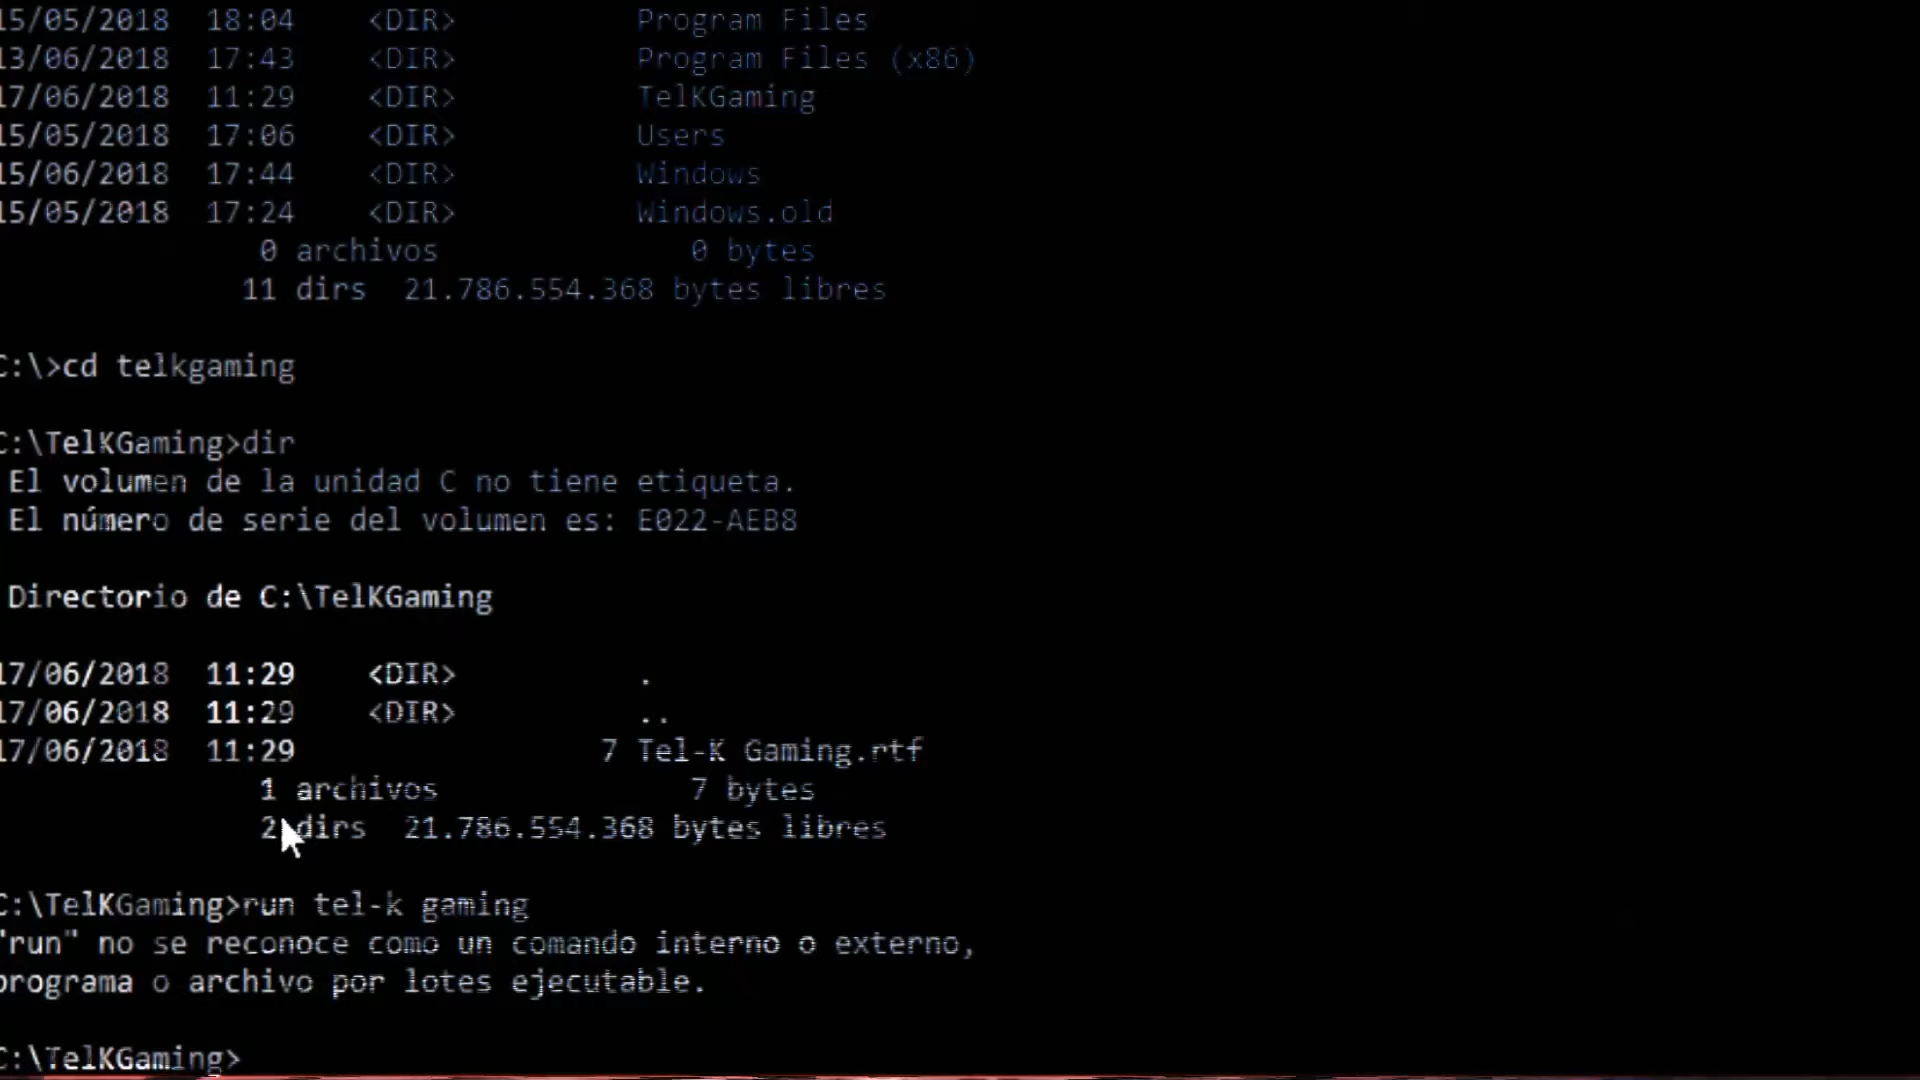 15/05/2018 18:04 <DIR> Program Files
13/06/2018 17:43 <DIR> Program Files (x86)
17/06/2018 11:29 <DIR> TelKGaming
15/05/2018 17:06 <DIR> Users
15/06/2018 17:44 <DIR> Windows
15/05/2018 17:24 <DIR> Windows.old
0 archivos 0 bytes
11 dirs 21.786.554.368 bytes libres
C:\>cd telkgaming
C:\TelKGaming>dir
El volumen de la unidad C no tiene etiqueta.
El número de serie del volumen es: E022-AEB8
Directorio de C:\TelKGaming
17/06/2018 11:29 <DIR> .
17/06/2018 11:29 <DIR> ..
17/06/2018 11:29 7 Tel-K Gaming.rtf
1 archivos 7 bytes
2 dirs 21.786.554.368 bytes libres
C:\TelKGaming>run tel-k gaming
"run" no se reconoce como un comando interno o externo,
programa o archivo por lotes ejecutable.
C:\TelKGaming>